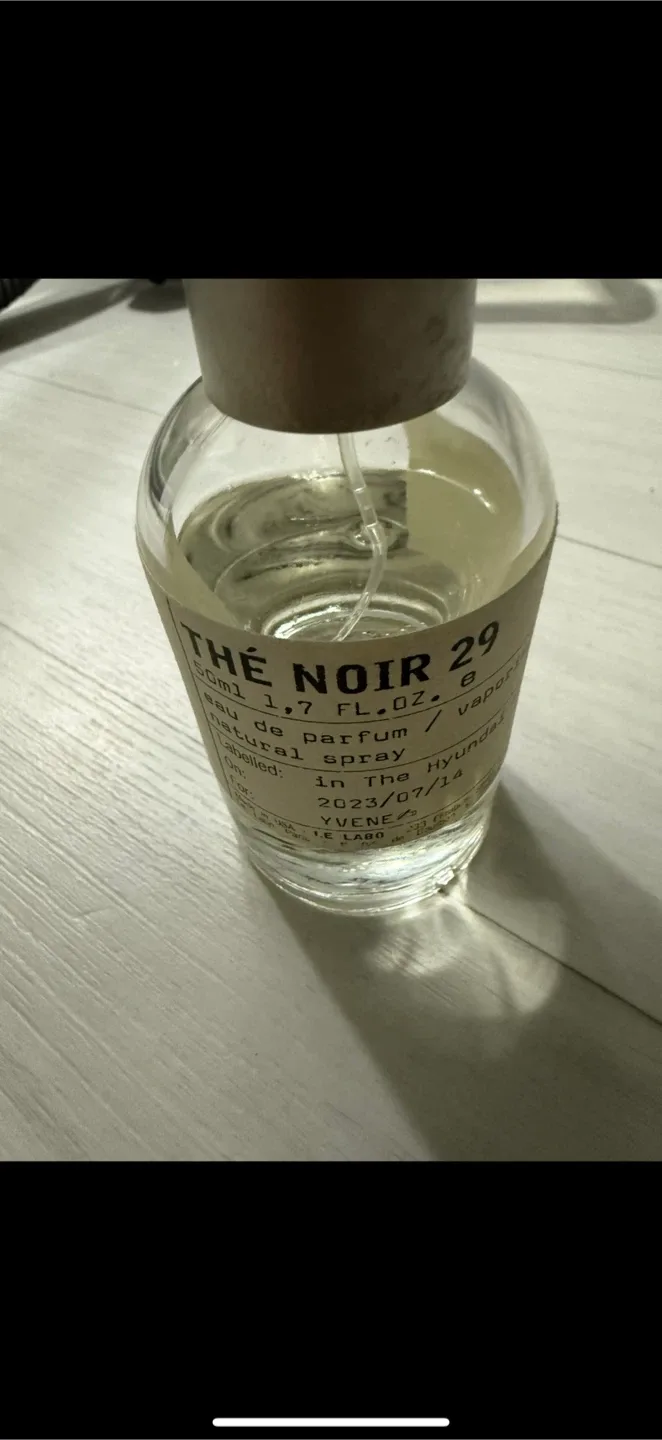 THÉ NOIR 29
50ml 1,7 FL.OZ. e
eau de parfum / vapori
natural spray
Labelled: in The Hyundai
On: 2023/07/14
For: YVENE
LE LABO